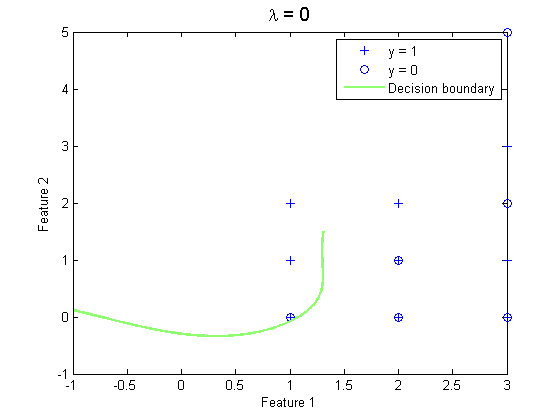 λ = 0
5
4
3
2
1
0
-1
-1
-0.5
0
0.5
1
1.5
2
2.5
3
Feature 1
Feature 2
y = 1
y = 0
Decision boundary